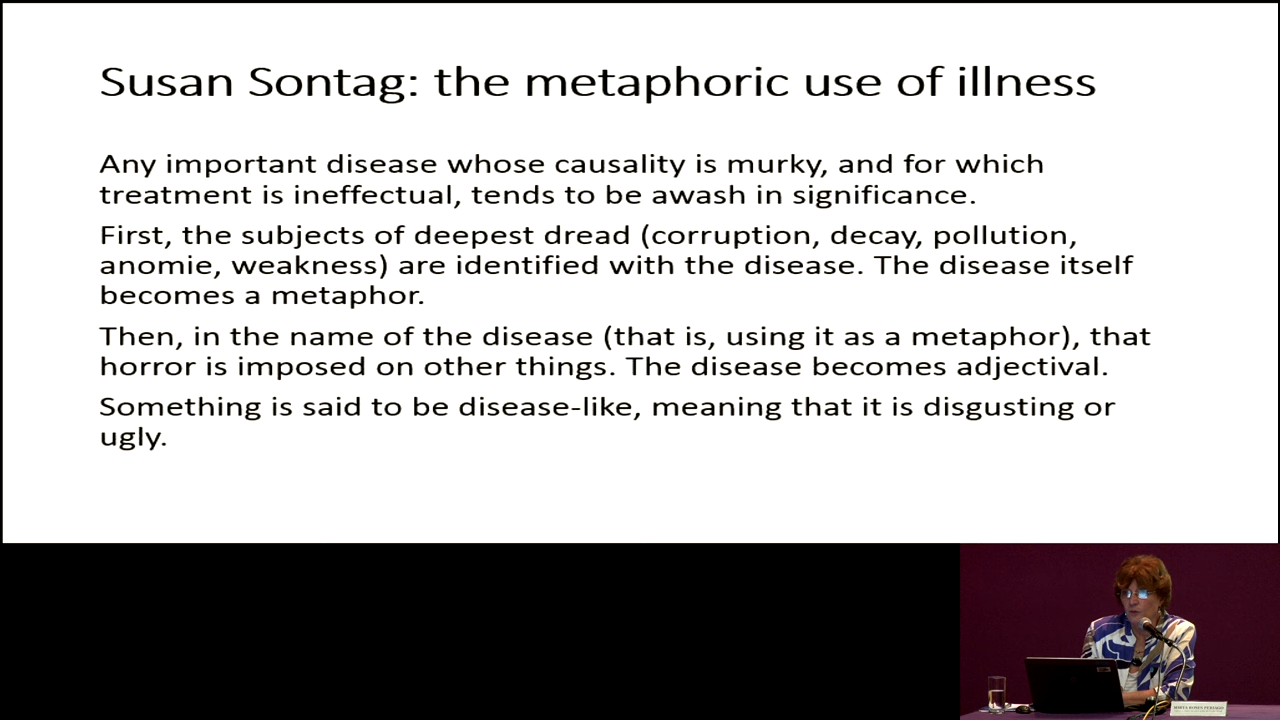 Susan Sontag: the metaphoric use of illness
Any important disease whose causality is murky, and for which
treatment is ineffectual, tends to be awash in significance.
First, the subjects of deepest dread (corruption, decay, pollution,
anomie, weakness) are identified with the disease. The disease itself
becomes a metaphor.
Then, in the name of the disease (that is, using it as a metaphor), that
horror is imposed on other things. The disease becomes adjectival.
Something is said to be disease-like, meaning that it is disgusting or
ugly.